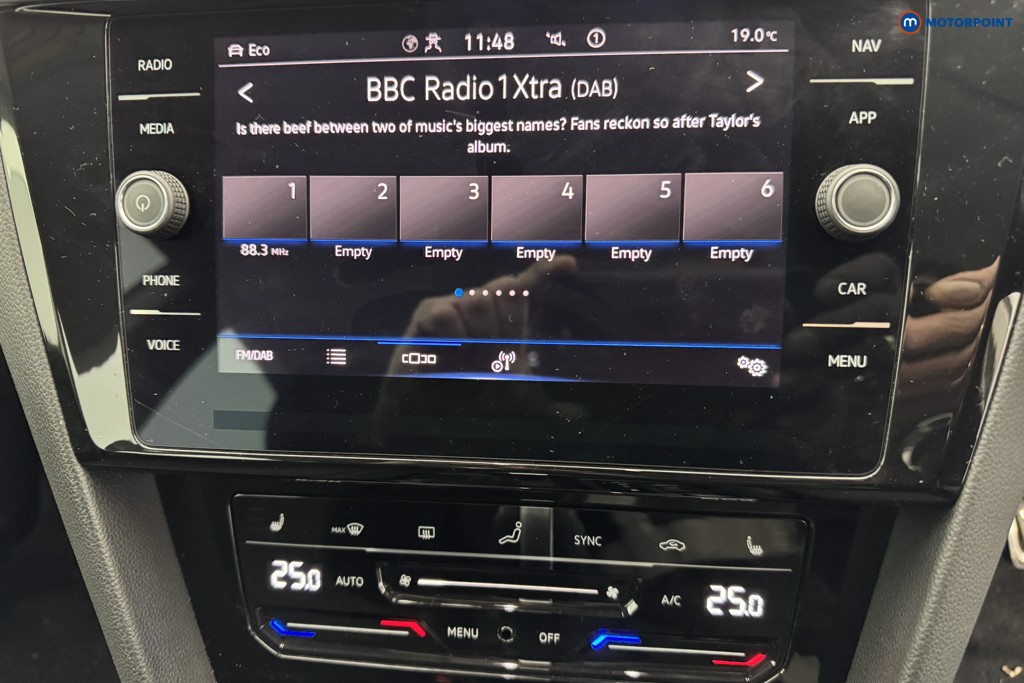 MOTORPOINT
Eco 11:48 1 19.0°C
BBC Radio 1Xtra (DAB)
Is there beef between two of music's biggest names? Fans reckon so after Taylor's
album.
1 2 3 4 5 6
88.3 MHz Empty Empty Empty Empty Empty
FM/DAB
RADIO
MEDIA
PHONE
VOICE
NAV
APP
CAR
MENU
MAX SYNC
25.0 AUTO A/C 25.0
MENU OFF